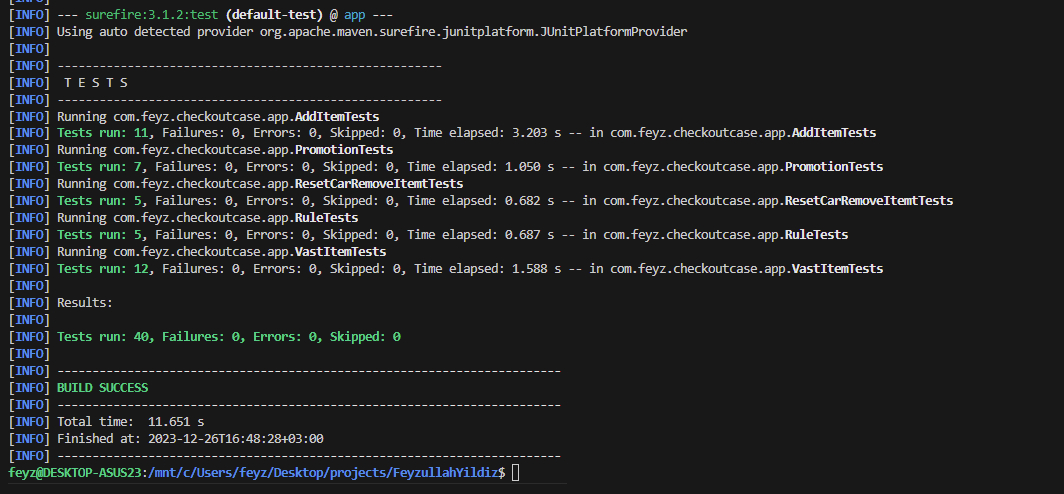 [INFO]
[INFO] --- surefire:3.1.2:test (default-test) @ app ---
[INFO] Using auto detected provider org.apache.maven.surefire.junitplatform.JUnitPlatformProvider
[INFO]
[INFO] -------------------------------------------------------
[INFO]  T E S T S
[INFO] -------------------------------------------------------
[INFO] Running com.feyz.checkoutcase.app.AddItemTests
[INFO] Tests run: 11, Failures: 0, Errors: 0, Skipped: 0, Time elapsed: 3.203 s -- in com.feyz.checkoutcase.app.AddItemTests
[INFO] Running com.feyz.checkoutcase.app.PromotionTests
[INFO] Tests run: 7, Failures: 0, Errors: 0, Skipped: 0, Time elapsed: 1.050 s -- in com.feyz.checkoutcase.app.PromotionTests
[INFO] Running com.feyz.checkoutcase.app.ResetCarRemoveItemtTests
[INFO] Tests run: 5, Failures: 0, Errors: 0, Skipped: 0, Time elapsed: 0.682 s -- in com.feyz.checkoutcase.app.ResetCarRemoveItemtTests
[INFO] Running com.feyz.checkoutcase.app.RuleTests
[INFO] Tests run: 5, Failures: 0, Errors: 0, Skipped: 0, Time elapsed: 0.687 s -- in com.feyz.checkoutcase.app.RuleTests
[INFO] Running com.feyz.checkoutcase.app.VastItemTests
[INFO] Tests run: 12, Failures: 0, Errors: 0, Skipped: 0, Time elapsed: 1.588 s -- in com.feyz.checkoutcase.app.VastItemTests
[INFO]
[INFO] Results:
[INFO]
[INFO] Tests run: 40, Failures: 0, Errors: 0, Skipped: 0
[INFO]
[INFO] ------------------------------------------------------------------------
[INFO] BUILD SUCCESS
[INFO] ------------------------------------------------------------------------
[INFO] Total time:  11.651 s
[INFO] Finished at: 2023-12-26T16:48:28+03:00
[INFO] ------------------------------------------------------------------------
feyz@DESKTOP-ASUS23:/mnt/c/Users/feyz/Desktop/projects/FeyzullahYildiz$